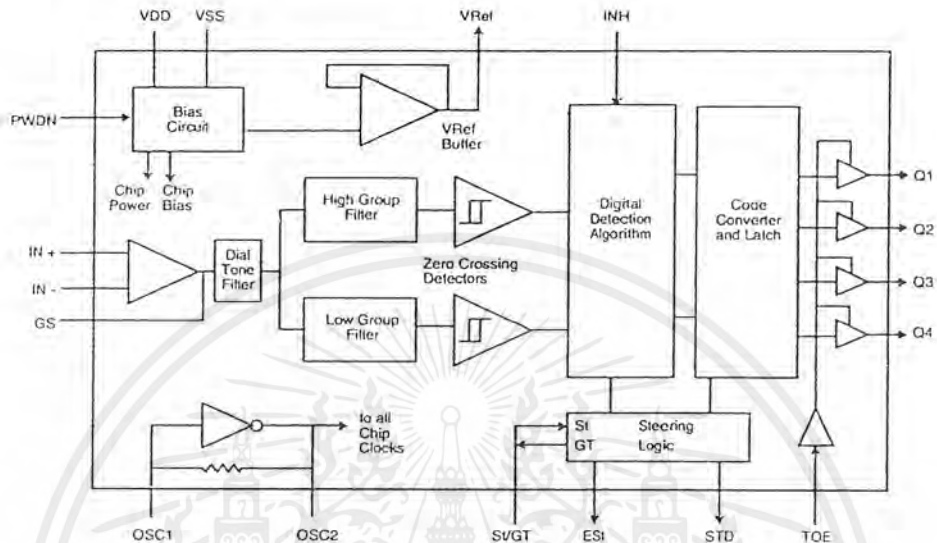 VDD VSS VRef INH
PWDN
Bias
Circuit
VRef
Buffer
Chip
Power
Chip
Bias
High Group
Filter
Digital
Detection
Algorithm
Code
Converter
and Latch
Q1
Q2
Q3
Q4
IN +
IN -
GS
Dial
Tone
Filter
Zero Crossing
Detectors
Low Group
Filter
to all
Chip
Clocks
St
GT
Steering
Logic
OSC1 OSC2 St/GT ESt STD TOE